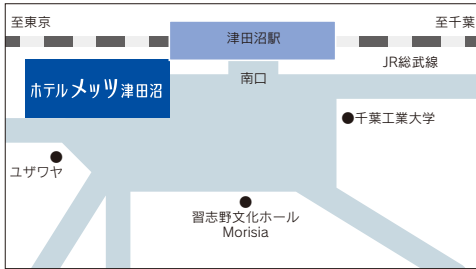 至東京
至千葉
津田沼駅
JR総武線
南口
ホテルメッツ津田沼
千葉工業大学
ユザワヤ
習志野文化ホール
Morisia